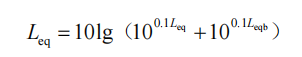 L_eq = 10lg（10^{0.1L_eq} + 10^{0.1L_eqb}）